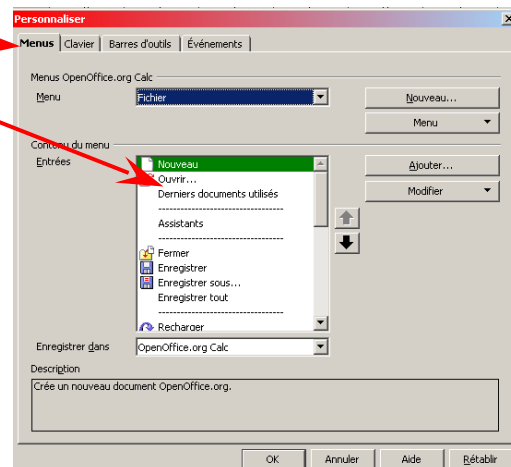 Personnaliser
Menus Clavier Barres d'outils Événements
Menus OpenOffice.org Calc
Menu Fichier Nouveau...
Menu
Contenu du menu
Entrées Nouveau Ajouter...
Ouvrir...
Derniers documents utilisés Modifier
--------------------------------
Assistants
--------------------------------
Fermer
Enregistrer
Enregistrer sous...
Enregistrer tout
--------------------------------
Recharger
Enregistrer dans OpenOffice.org Calc
Description
Crée un nouveau document OpenOffice.org.
OK Annuler Aide Rétablir